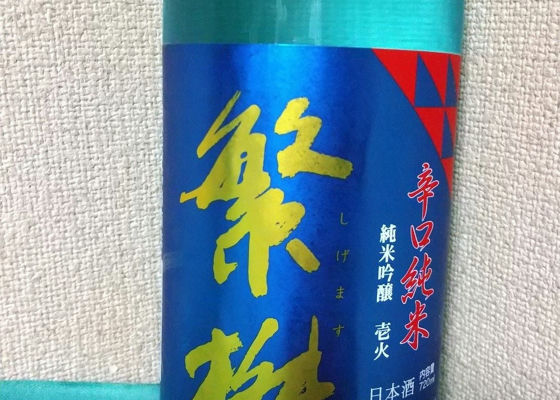 辛口純米
純米吟醸 壱火
繁桝
しげます
日本酒
内容量
720ml